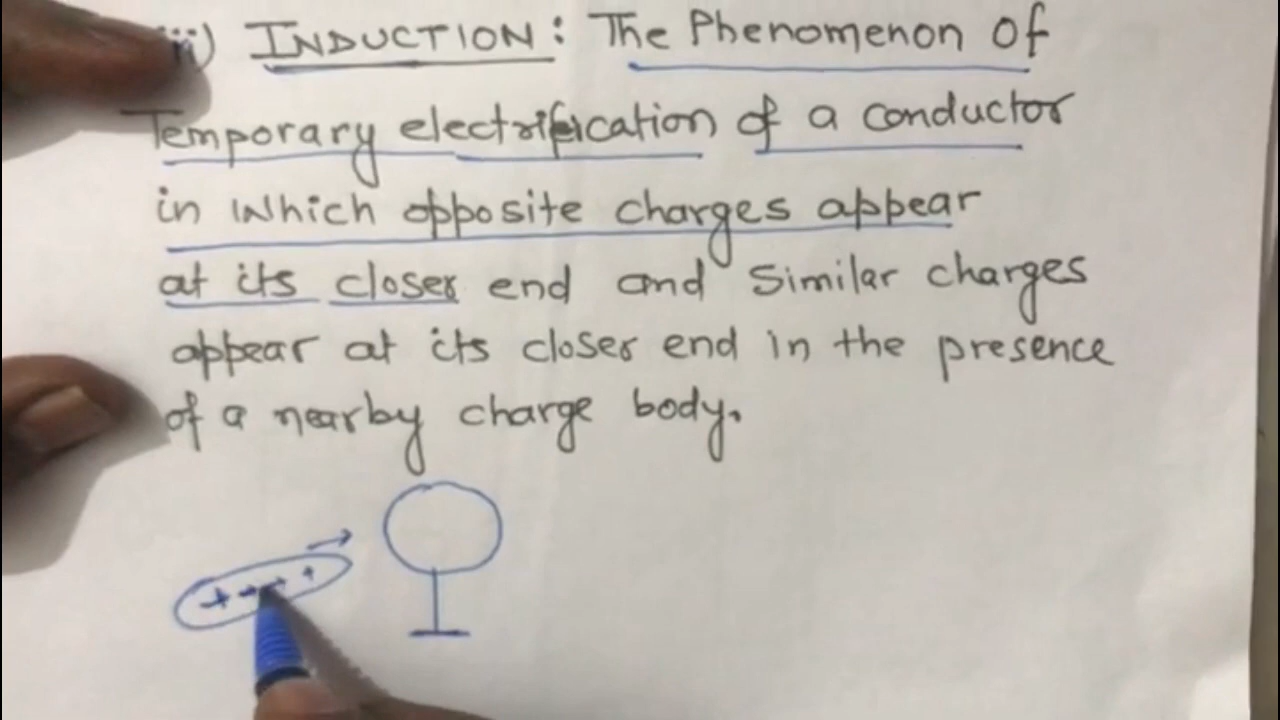 ii) INDUCTION: The Phenomenon Of
Temporary electrification of a conductor
in which opposite charges appear
at its closer end and similar charges
appear at its closer end in the presence
of a nearby charge body.
+ + + +